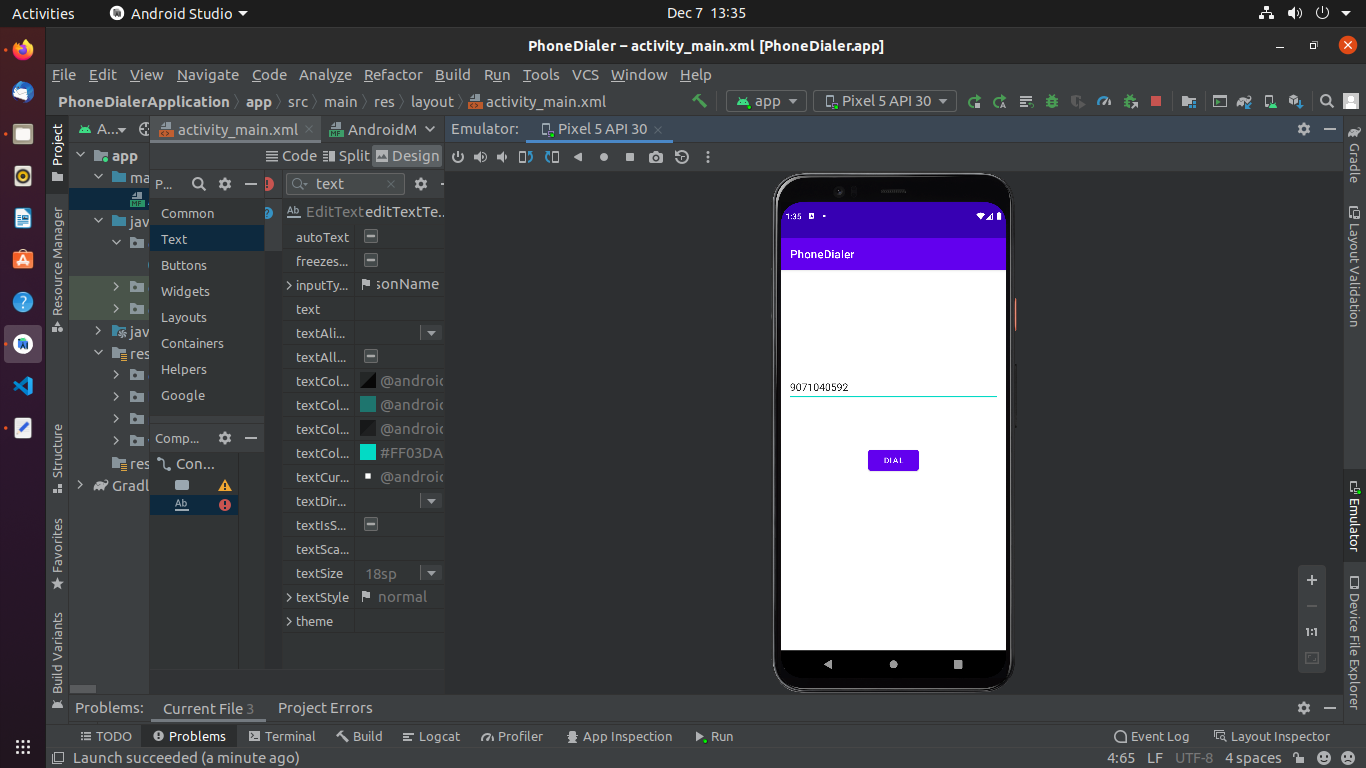 Activities Android Studio Dec 7 13:35
PhoneDialer – activity_main.xml [PhoneDialer.app]
File Edit View Navigate Code Analyze Refactor Build Run Tools VCS Window Help
PhoneDialerApplication app src main res layout activity_main.xml app Pixel 5 API 30
Project A... activity_main.xml AndroidM Emulator: Pixel 5 API 30
app Code Split Design
ma P... text
Common Ab EditText editTextTe...
jav Text autoText
Buttons freezes...
Widgets inputTy... sonName
Layouts text
jav Containers textAli...
res Helpers textAll...
Google textCol... @android
textCol... @android
Comp... textCol... @android
res Con... textCol... #FF03DA
Gradl textCur... @android
Ab textDir...
textIsS...
textSca...
textSize 18sp
textStyle normal
theme
Resource Manager
Structure
Favorites
Build Variants
1:35
PhoneDialer
9071040592
DIAL
1:1
Gradle
Layout Validation
Emulator
Device File Explorer
Problems: Current File 3 Project Errors
TODO Problems Terminal Build Logcat Profiler App Inspection Run Event Log Layout Inspector
Launch succeeded (a minute ago) 4:65 LF UTF-8 4 spaces